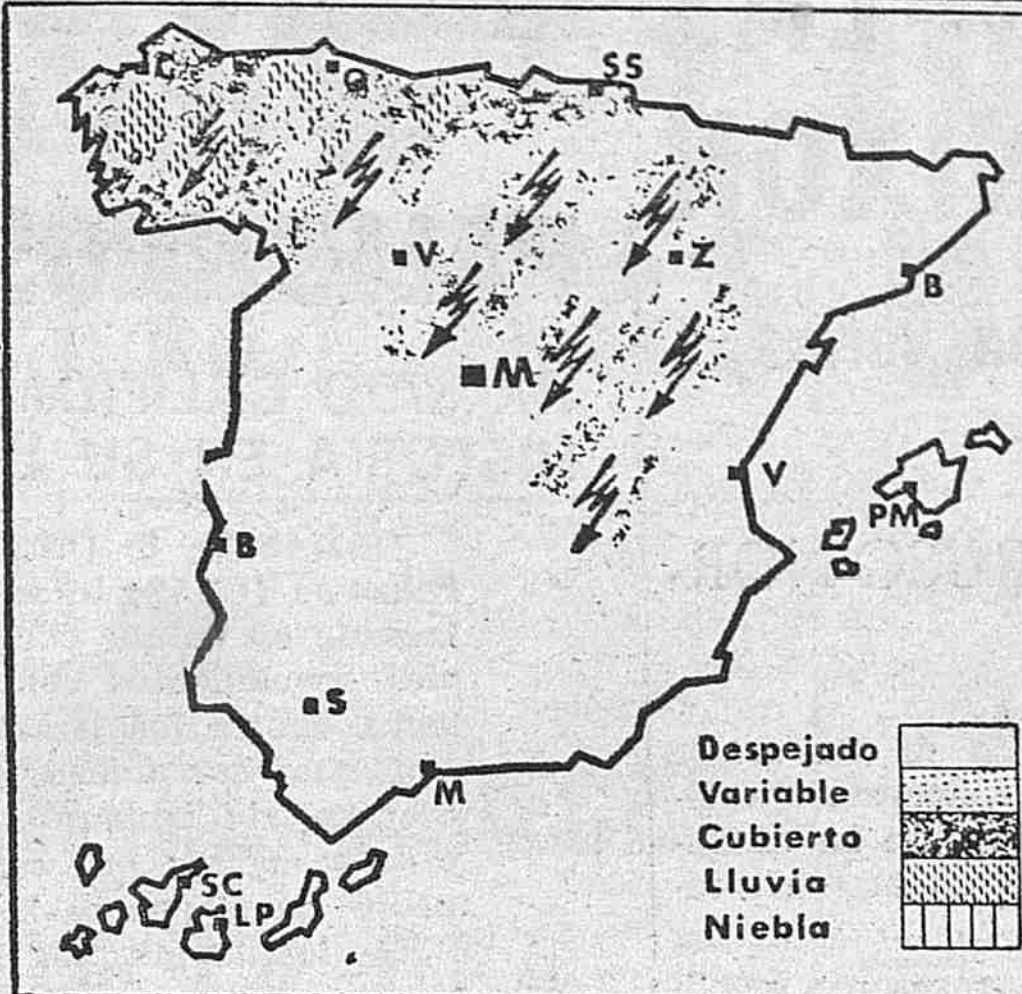 C
O
SS
V
Z
B
M
V
PM
B
S
M
SC
LP
Despejado
Variable
Cubierto
Lluvia
Niebla